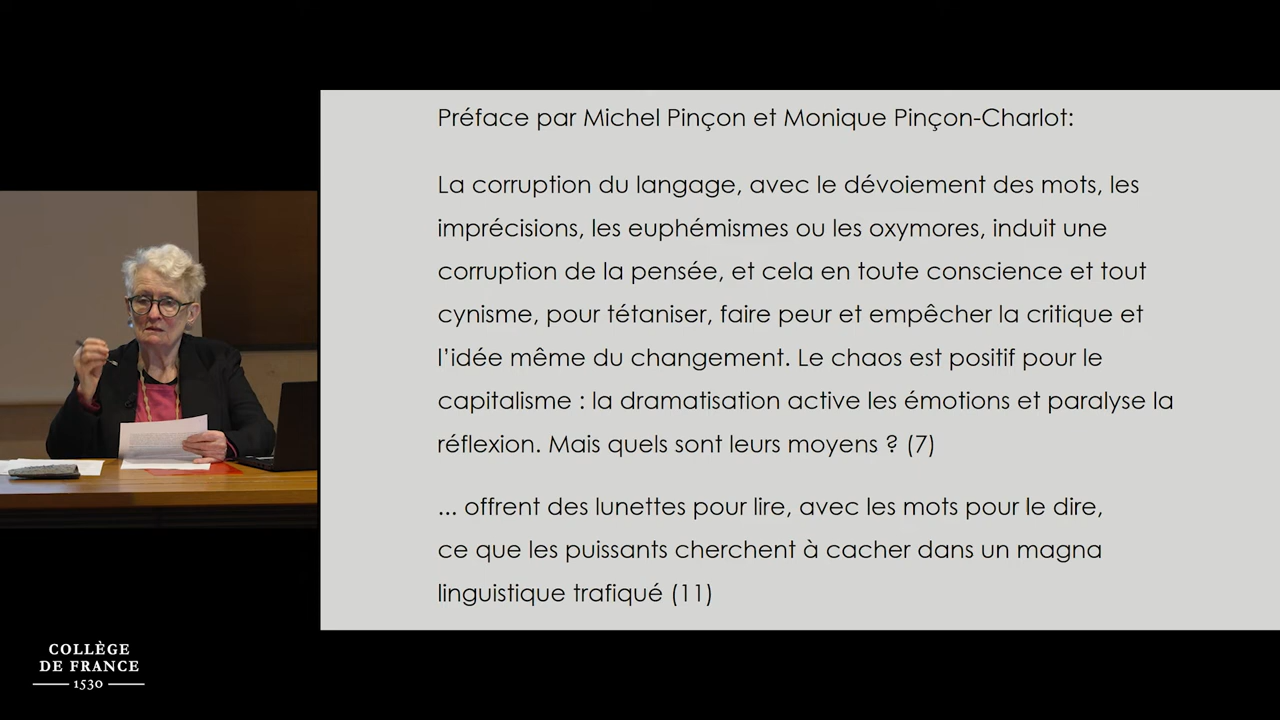 Préface par Michel Pinçon et Monique Pinçon-Charlot:
La corruption du langage, avec le dévoiement des mots, les
imprécisions, les euphémismes ou les oxymores, induit une
corruption de la pensée, et cela en toute conscience et tout
cynisme, pour tétaniser, faire peur et empêcher la critique et
l’idée même du changement. Le chaos est positif pour le
capitalisme : la dramatisation active les émotions et paralyse la
réflexion. Mais quels sont leurs moyens ? (7)
... offrent des lunettes pour lire, avec les mots pour le dire,
ce que les puissants cherchent à cacher dans un magna
linguistique trafiqué (11)
COLLÈGE
DE FRANCE
1530